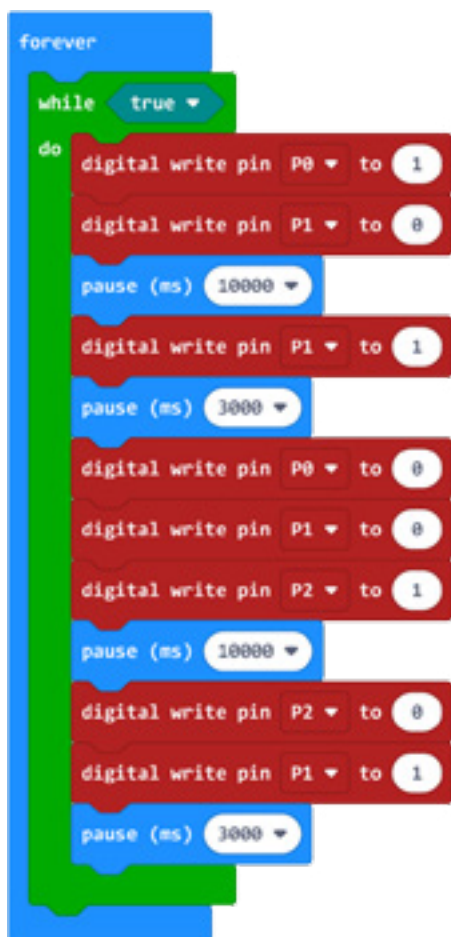 forever
while true
do
digital write pin P0 to 1
digital write pin P1 to 0
pause (ms) 10000
digital write pin P1 to 1
pause (ms) 3000
digital write pin P0 to 0
digital write pin P1 to 0
digital write pin P2 to 1
pause (ms) 10000
digital write pin P2 to 0
digital write pin P1 to 1
pause (ms) 3000